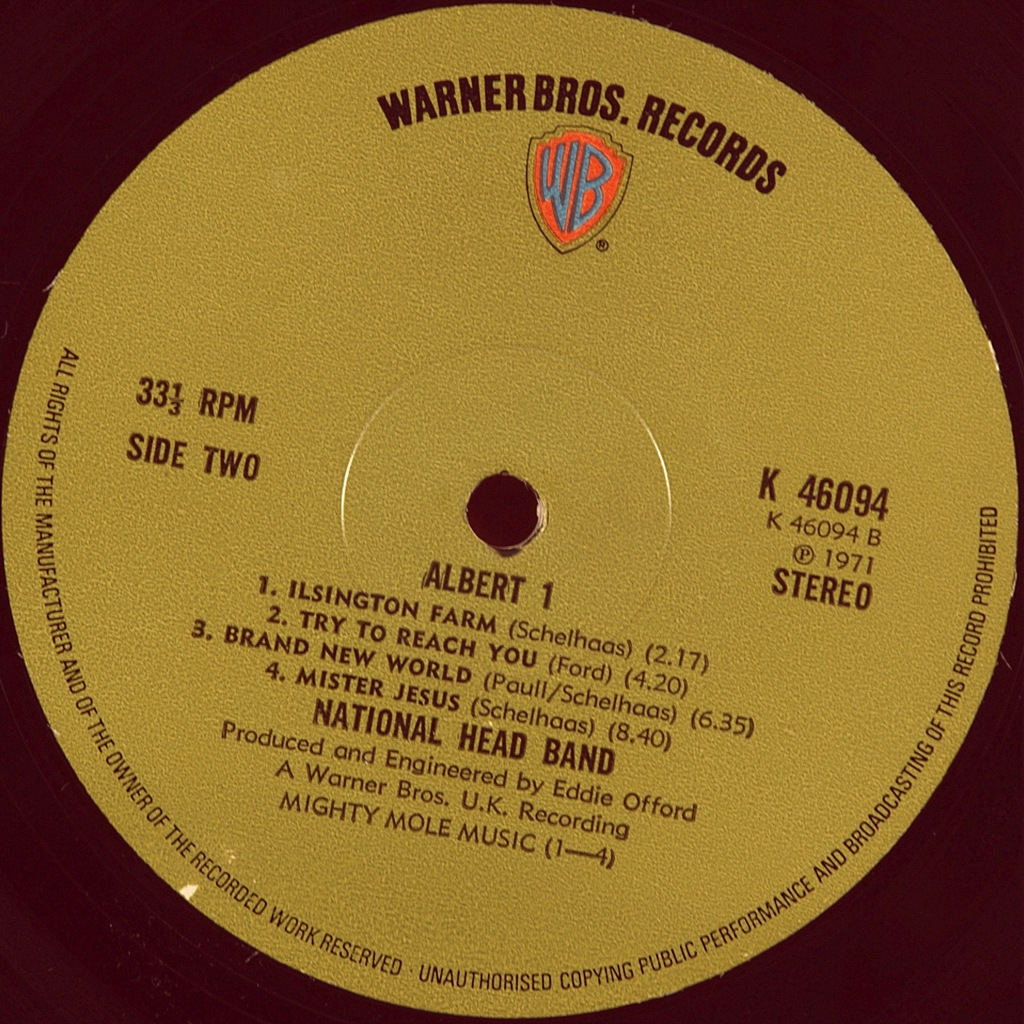 WARNER BROS. RECORDS
WB
®
33⅓ RPM
SIDE TWO
K 46094
K 46094 B
℗ 1971
STEREO
ALBERT 1
1. ILSINGTON FARM (Schelhaas) (2.17)
2. TRY TO REACH YOU (Ford) (4.20)
3. BRAND NEW WORLD (Paull/Schelhaas) (6.35)
4. MISTER JESUS (Schelhaas) (8.40)
NATIONAL HEAD BAND
Produced and Engineered by Eddie Offord
A Warner Bros. U.K. Recording
MIGHTY MOLE MUSIC (1—4)
ALL RIGHTS OF THE MANUFACTURER AND OF THE OWNER OF THE RECORDED WORK RESERVED · UNAUTHORISED COPYING PUBLIC PERFORMANCE AND BROADCASTING OF THIS RECORD PROHIBITED